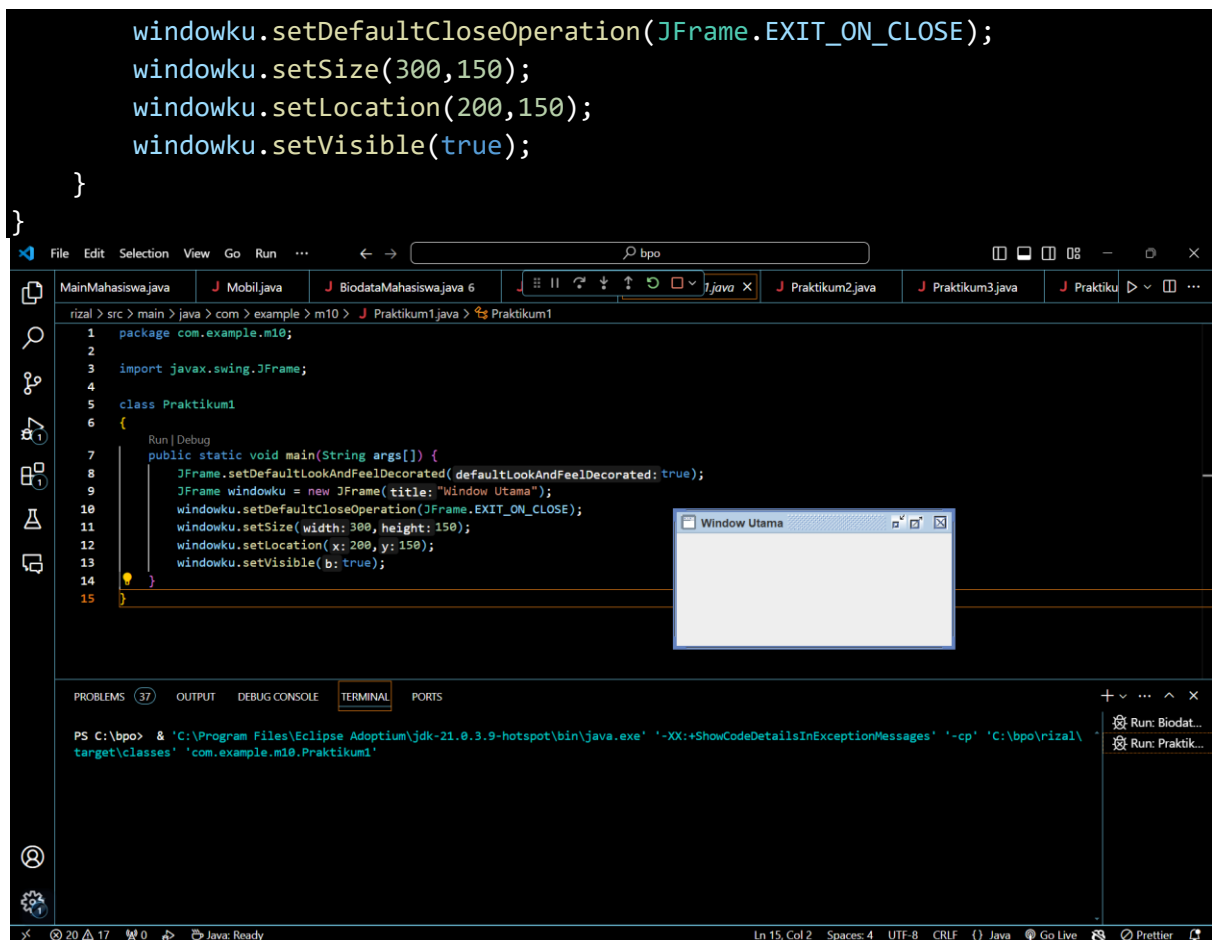 windowku.setDefaultCloseOperation(JFrame.EXIT_ON_CLOSE);
windowku.setSize(300,150);
windowku.setLocation(200,150);
windowku.setVisible(true);
}
}
File Edit Selection View Go Run ··· bpo
MainMahasiswa.java J Mobil.java J BiodataMahasiswa.java 6 1.java J Praktikum2.java J Praktikum3.java J Praktiku
rizal > src > main > java > com > example > m10 > J Praktikum1.java > Praktikum1
1 package com.example.m10;
2
3 import javax.swing.JFrame;
4
5 class Praktikum1
6 {
Run | Debug
7 public static void main(String args[]) {
8 JFrame.setDefaultLookAndFeelDecorated(defaultLookAndFeelDecorated:true);
9 JFrame windowku = new JFrame(title:"Window Utama");
10 windowku.setDefaultCloseOperation(JFrame.EXIT_ON_CLOSE);
11 windowku.setSize(width:300,height:150);
12 windowku.setLocation(x:200,y:150);
13 windowku.setVisible(b:true);
14 }
15 }
Window Utama
PROBLEMS 37 OUTPUT DEBUG CONSOLE TERMINAL PORTS
PS C:\bpo> & 'C:\Program Files\Eclipse Adoptium\jdk-21.0.3.9-hotspot\bin\java.exe' '-XX:+ShowCodeDetailsInExceptionMessages' '-cp' 'C:\bpo\rizal\
target\classes' 'com.example.m10.Praktikum1'
Run: Biodat...
Run: Praktik...
20 17 0 Java: Ready Ln 15, Col 2 Spaces: 4 UTF-8 CRLF {} Java Go Live Prettier